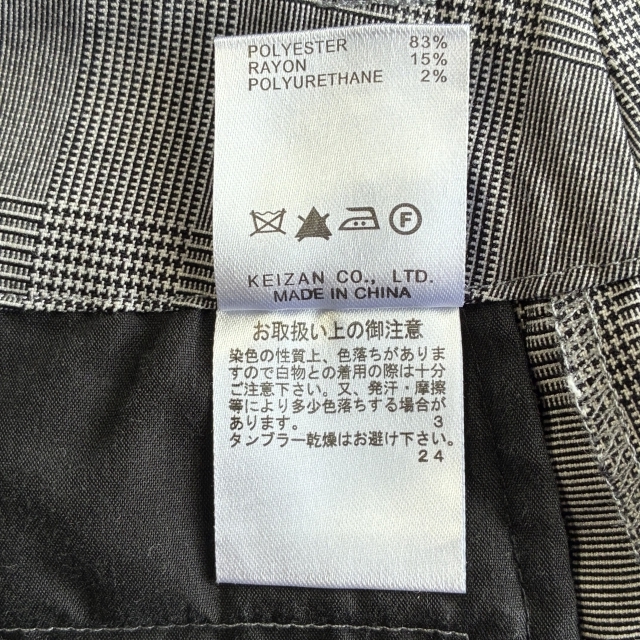 POLYESTER 83%
RAYON 15%
POLYURETHANE 2%
F
KEIZAN CO., LTD.
MADE IN CHINA
お取扱い上の御注意
染色の性質上、色落ちがありま
すので白物との着用の際は十分
ご注意下さい。又、発汗・摩擦
等により多少色落ちする場合が
あります。 3
タンブラー乾燥はお避け下さい。
24